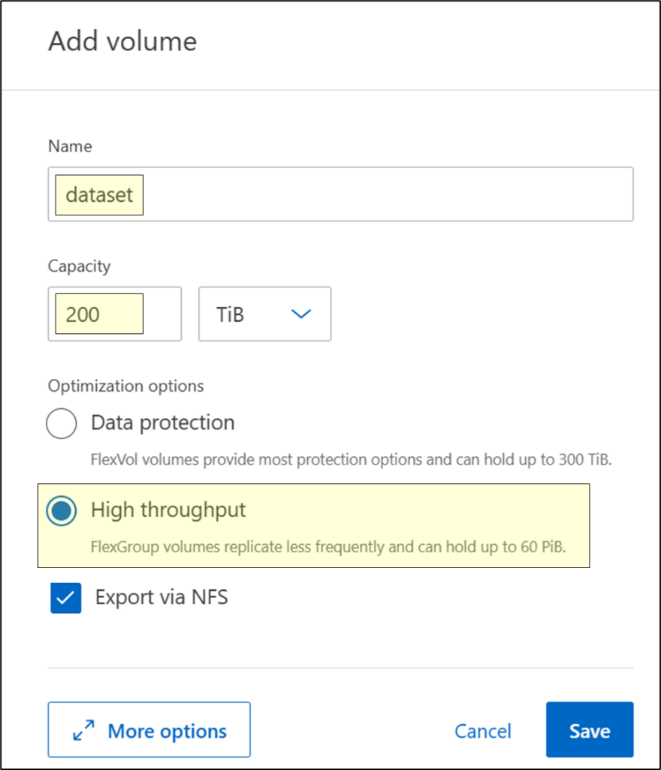 Add volume
Name
dataset
Capacity
200
TiB
Optimization options
Data protection
FlexVol volumes provide most protection options and can hold up to 300 TiB.
High throughput
FlexGroup volumes replicate less frequently and can hold up to 60 PiB.
Export via NFS
More options
Cancel
Save